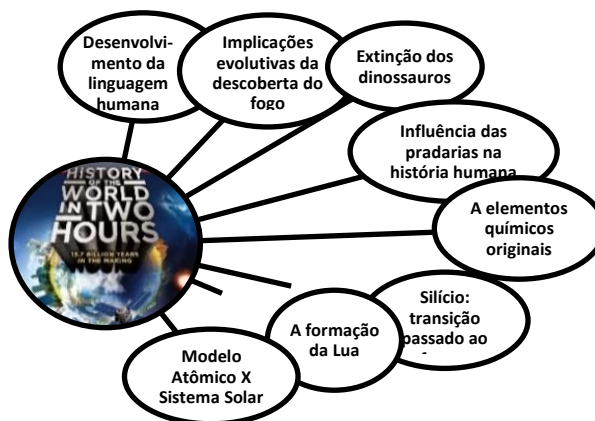 Desenvolvi-
mento da
linguagem
humana
Implicações
evolutivas da
descoberta do
fogo
Extinção dos
dinossauros
Influência das
pradarias na
história humana
A elementos
químicos
originais
Silício:
transição
passado ao
A formação
da Lua
Modelo
Atômico X
Sistema Solar
HISTORY
OF THE
WORLD
IN TWO
HOURS
13.7 BILLION YEARS
IN THE MAKING